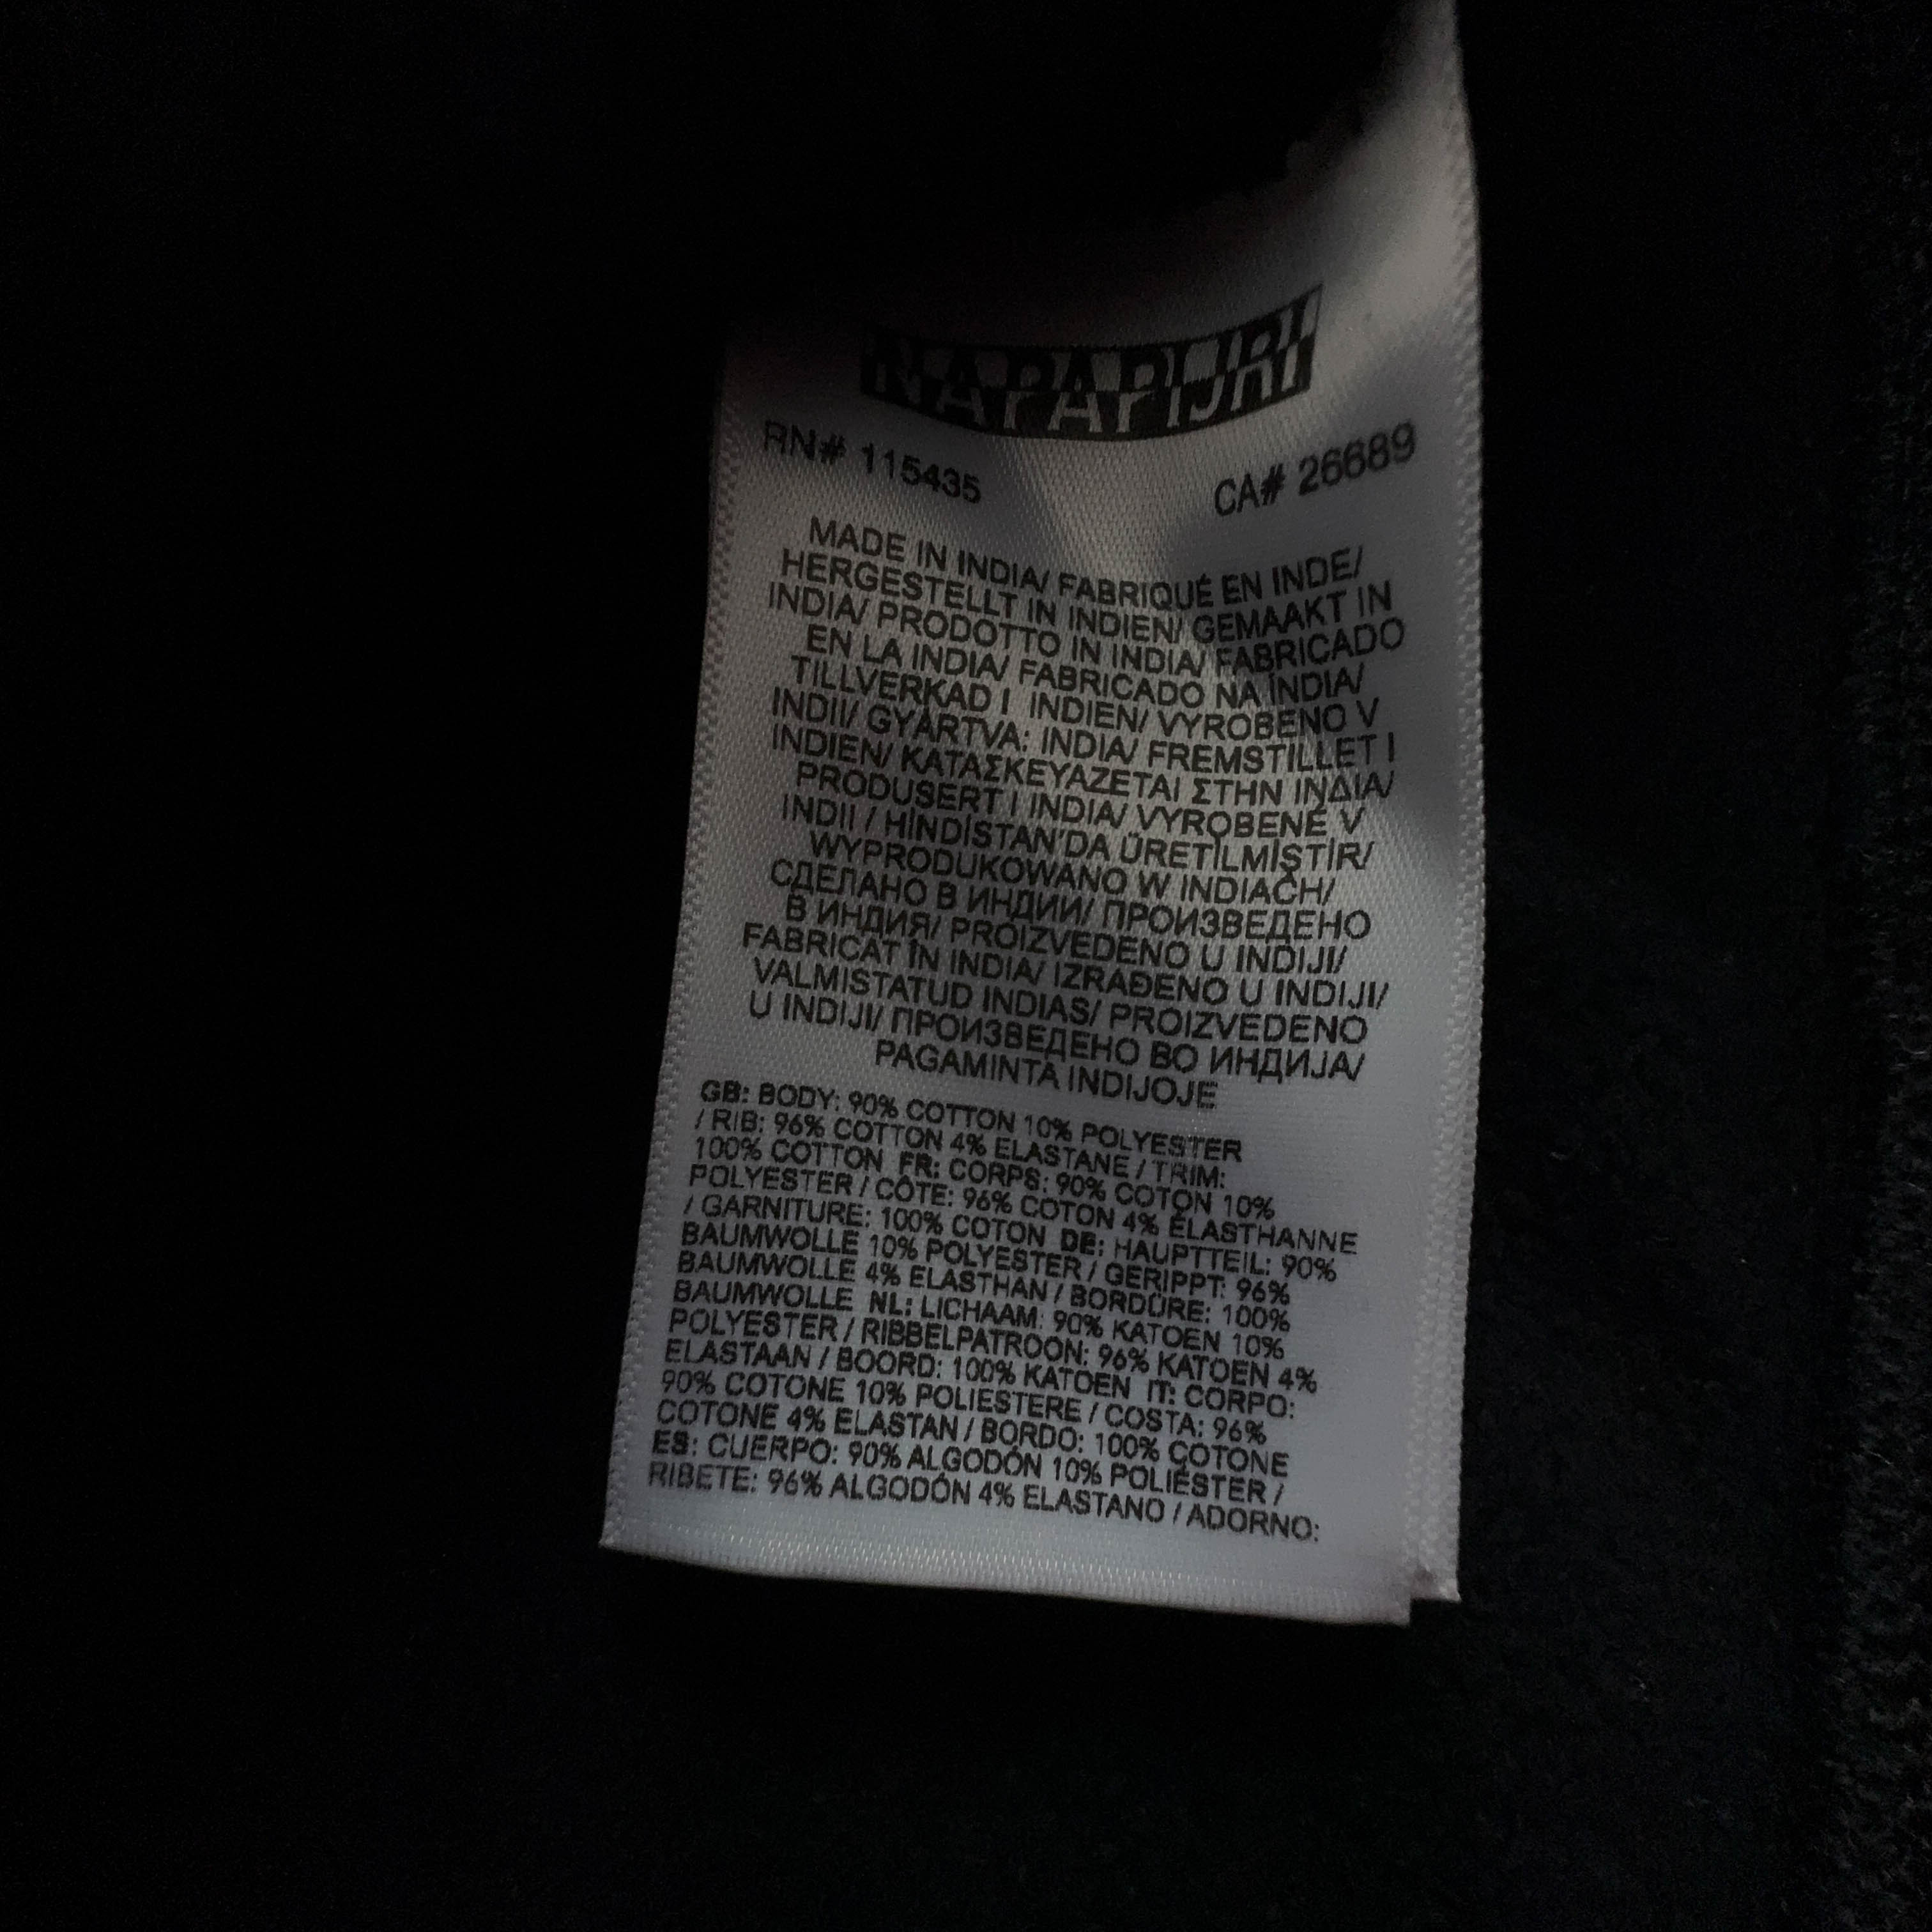 NAPAPIJRI
RN# 115435 CA# 26689
MADE IN INDIA/ FABRIQUÉ EN INDE/
HERGESTELLT IN INDIEN/ GEMAAKT IN
INDIA/ PRODOTTO IN INDIA/ FABRICADO
EN LA INDIA/ FABRICADO NA ÍNDIA/
TILLVERKAD I INDIEN/ VYROBENO V
INDII/ GYÁRTVA: INDIA/ FREMSTILLET I
INDIEN/ ΚΑΤΑΣΚΕΥΑΖΕΤΑΙ ΣΤΗΝ ΙΝΔΙΑ/
PRODUSERT I INDIA/ VYROBENÉ V
INDII / HİNDİSTAN'DA ÜRETİLMİŞTİR/
WYPRODUKOWANO W INDIACH/
СДЕЛАНО В ИНДИИ/ ПРОИЗВЕДЕНО
В ИНДИЯ/ PROIZVEDENO U INDIJI/
FABRICAT ÎN INDIA/ IZRAĐENO U INDIJI/
VALMISTATUD INDIAS/ PROIZVEDENO
U INDIJI/ ПРОИЗВЕДЕНО ВО ИНДИЈА/
PAGAMINTA INDIJOJE
GB: BODY: 90% COTTON 10% POLYESTER
/ RIB: 96% COTTON 4% ELASTANE / TRIM:
100% COTTON FR: CORPS: 90% COTON 10%
POLYESTER / CÔTE: 96% COTON 4% ÉLASTHANNE
/ GARNITURE: 100% COTON DE: HAUPTTEIL: 90%
BAUMWOLLE 10% POLYESTER / GERIPPT: 96%
BAUMWOLLE 4% ELASTHAN / BORDÜRE: 100%
BAUMWOLLE NL: LICHAAM: 90% KATOEN 10%
POLYESTER / RIBBELPATROON: 96% KATOEN 4%
ELASTAAN / BOORD: 100% KATOEN IT: CORPO:
90% COTONE 10% POLIESTERE / COSTA: 96%
COTONE 4% ELASTAN / BORDO: 100% COTONE
ES: CUERPO: 90% ALGODÓN 10% POLIÉSTER /
RIBETE: 96% ALGODÓN 4% ELASTANO / ADORNO: